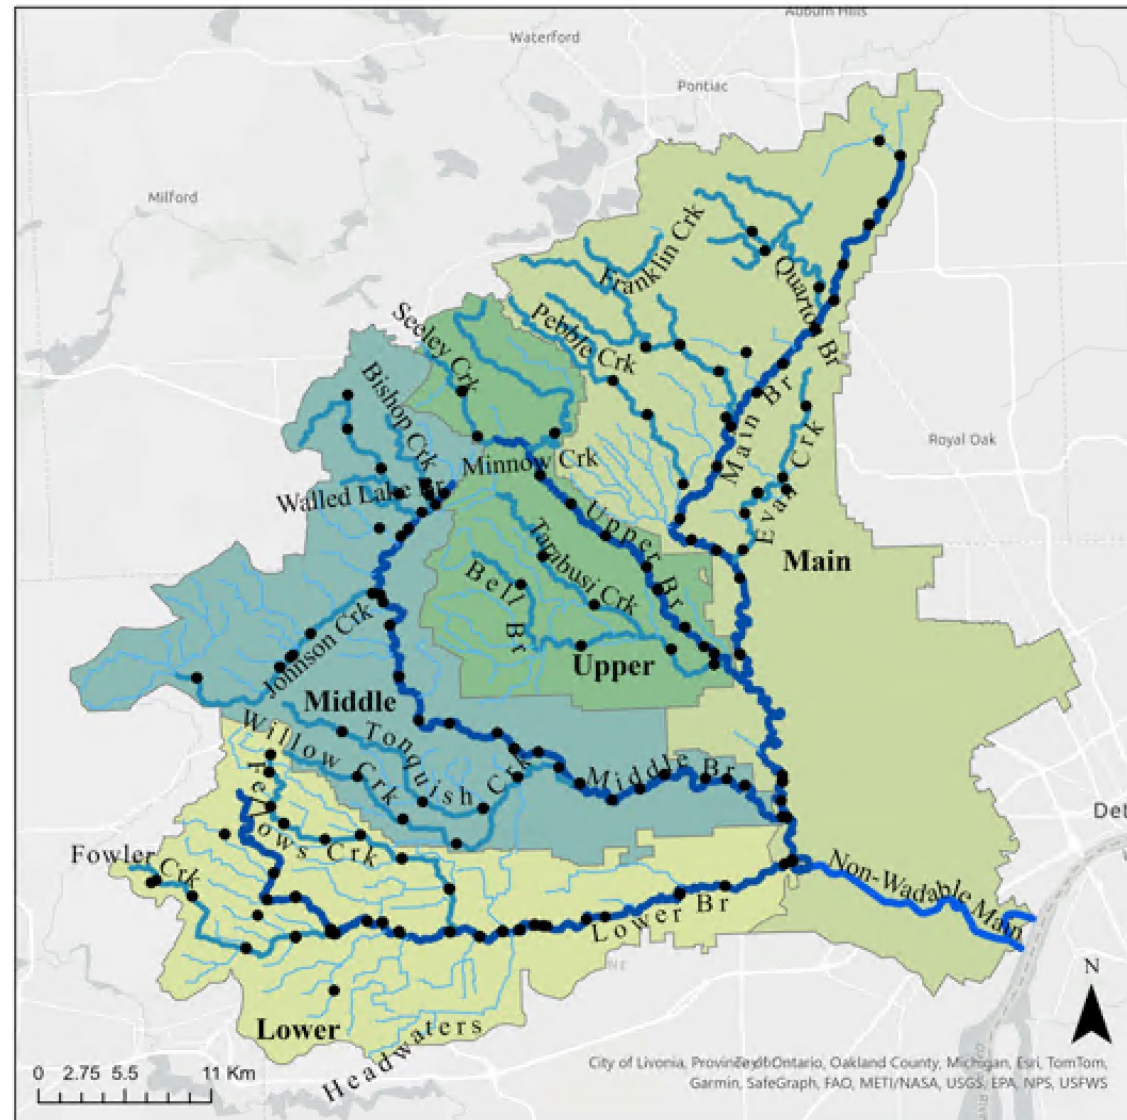 Auburn Hills
Waterford
Pontiac
Milford
Franklin Crk
Quarton Br
Seeley Crk
Pebble Crk
Bishop Crk
Main Br
Evan Crk
Royal Oak
Minnow Crk
Walled Lake Br
Upper Br
Tarabusi Crk
Bell Br
Main
Johnson Crk
Upper
Middle
Willow Crk
Tonquish Crk
Middle Br
Fellows Crk
Det
Fowler Crk
Non-Wadable Main
Lower Br
N
Lower
Headwaters
0 2.75 5.5 11 Km
City of Livonia, Province of Ontario, Oakland County, Michigan, Esri, TomTom,
Garmin, SafeGraph, FAO, METI/NASA, USGS, EPA, NPS, USFWS